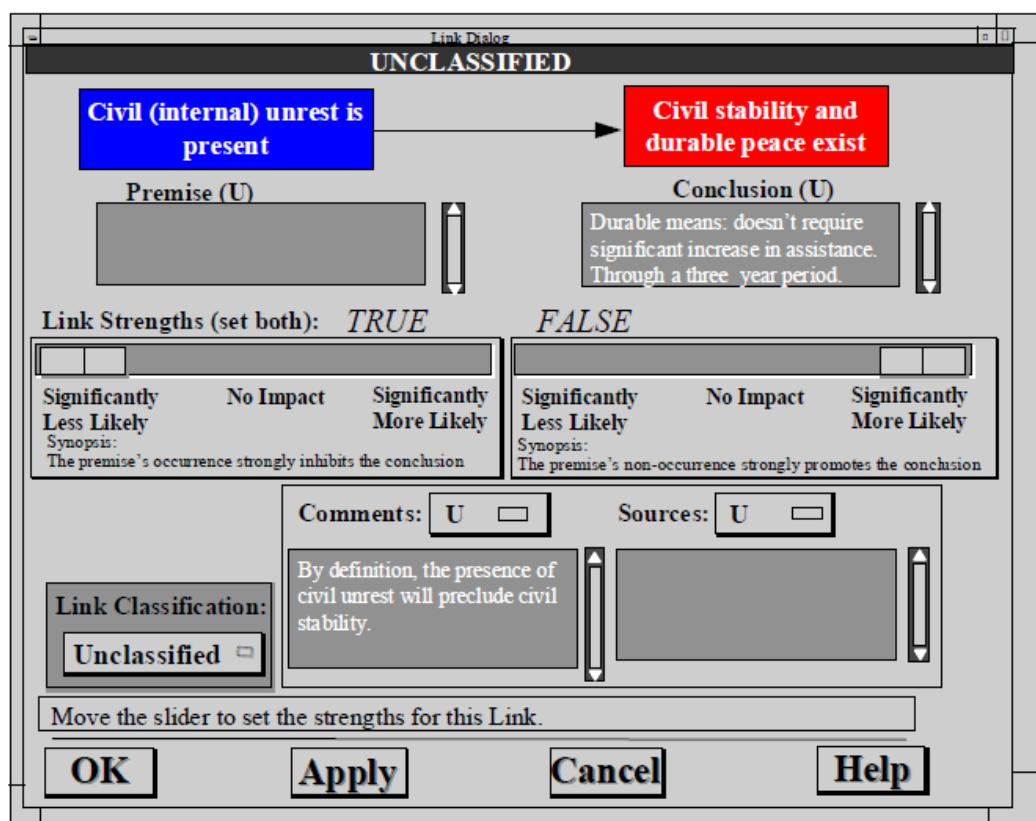 Link Dialog
UNCLASSIFIED
Civil (internal) unrest is
present
Civil stability and
durable peace exist
Premise (U)
Conclusion (U)
Durable means: doesn't require
significant increase in assistance.
Through a three year period.
Link Strengths (set both): TRUE FALSE
Significantly
Less Likely
No Impact
Significantly
More Likely
Synopsis:
The premise's occurrence strongly inhibits the conclusion
Significantly
Less Likely
No Impact
Significantly
More Likely
Synopsis:
The premise's non-occurrence strongly promotes the conclusion
Comments: U
Sources: U
By definition, the presence of
civil unrest will preclude civil
stability.
Link Classification:
Unclassified
Move the slider to set the strengths for this Link.
OK Apply Cancel Help